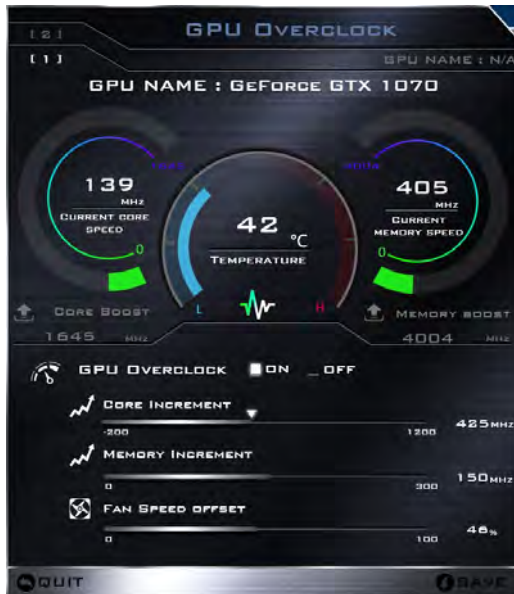 [ 2 ]
GPU OVERCLOCK
[ 1 ]
GPU NAME : N/A
GPU NAME : GEFORCE GTX 1070
139
MHZ
CURRENT CORE
SPEED
0
42 °C
TEMPERATURE
L
H
405
MHZ
CURRENT
MEMORY SPEED
0
CORE BOOST
1645 MHZ
MEMORY BOOST
4004 MHZ
GPU OVERCLOCK ON _OFF
CORE INCREMENT
-200 1200 425MHZ
MEMORY INCREMENT
0 300 150MHZ
FAN SPEED OFFSET
0 100 46%
QUIT
SAVE